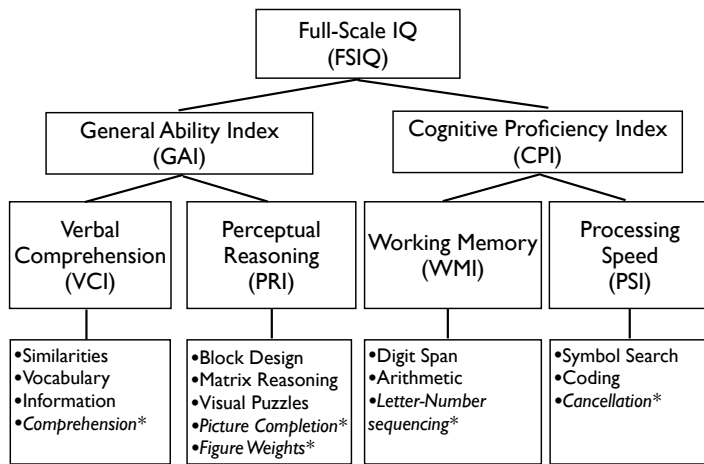 Full-Scale IQ
(FSIQ)
General Ability Index
(GAI)
Cognitive Proficiency Index
(CPI)
Verbal
Comprehension
(VCI)
Perceptual
Reasoning
(PRI)
Working Memory
(WMI)
Processing
Speed
(PSI)
•Similarities
•Vocabulary
•Information
•Comprehension*
•Block Design
•Matrix Reasoning
•Visual Puzzles
•Picture Completion*
•Figure Weights*
•Digit Span
•Arithmetic
•Letter-Number
sequencing*
•Symbol Search
•Coding
•Cancellation*